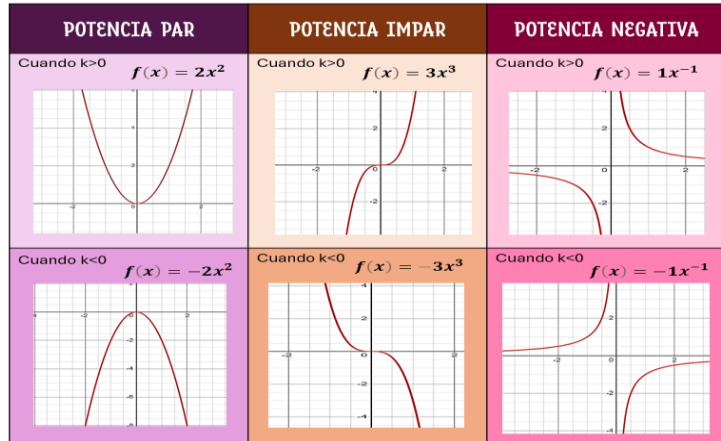 POTENCIA PAR
POTENCIA IMPAR
POTENCIA NEGATIVA
Cuando k>0
f(x) = 2x²
Cuando k>0
f(x) = 3x³
Cuando k>0
f(x) = 1x⁻¹
Cuando k<0
f(x) = −2x²
Cuando k<0
f(x) = −3x³
Cuando k<0
f(x) = −1x⁻¹